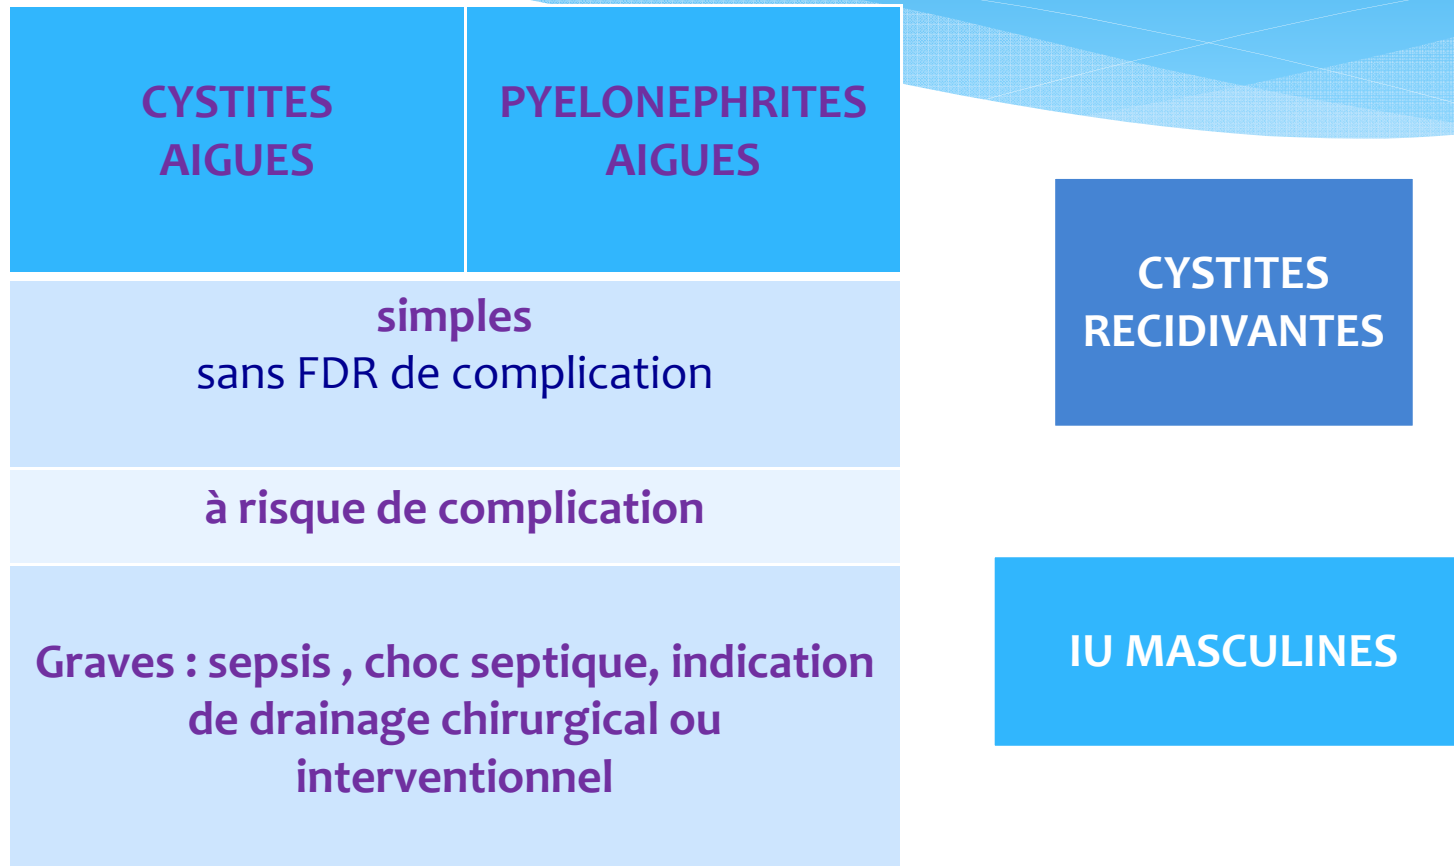 CYSTITES
AIGUES
PYELONEPHRITES
AIGUES
simples
sans FDR de complication
à risque de complication
Graves : sepsis , choc septique, indication
de drainage chirurgical ou
interventionnel
CYSTITES
RECIDIVANTES
IU MASCULINES